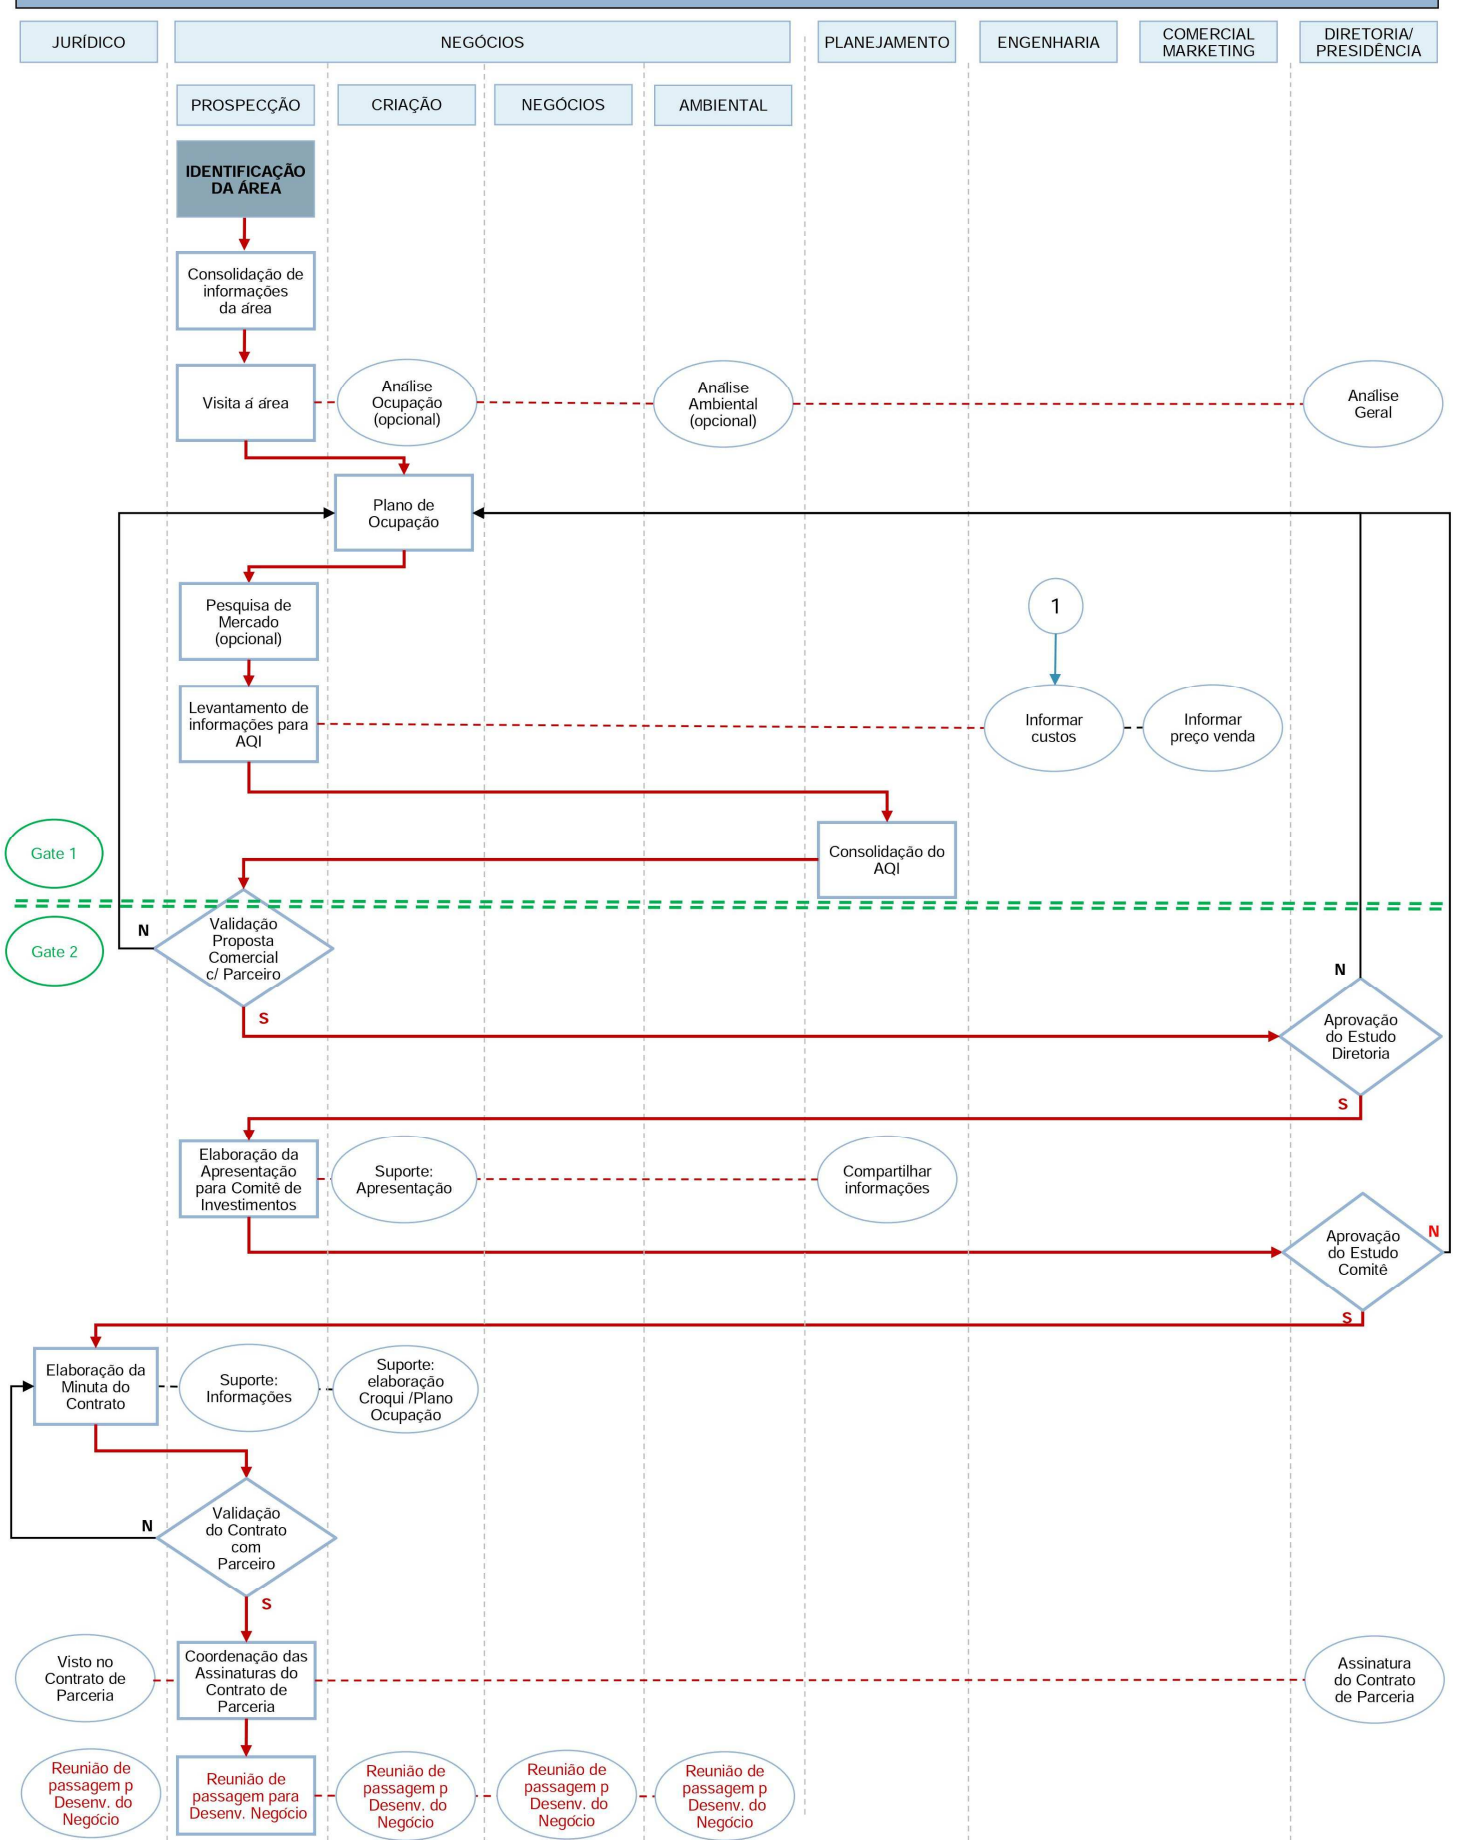 JURÍDICO
NEGÓCIOS
PLANEJAMENTO
ENGENHARIA
COMERCIAL
MARKETING
DIRETORIA/
PRESIDÊNCIA
PROSPECÇÃO
CRIAÇÃO
NEGÓCIOS
AMBIENTAL
IDENTIFICAÇÃO
DA ÁREA
Consolidação de
informações
da área
Visita á área
Análise
Ocupação
(opcional)
Análise
Ambiental
(opcional)
Análise
Geral
Plano de
Ocupação
Pesquisa de
Mercado
(opcional)
1
Levantamento de
informações para
AQI
Informar
custos
Informar
preço venda
Consolidação do
AQI
Gate 1
Gate 2
N
Validação
Proposta
Comercial
c/ Parceiro
S
N
Aprovação
do Estudo
Diretoria
S
Elaboração da
Apresentação
para Comitê de
Investimentos
Suporte:
Apresentação
Compartilhar
informações
N
Aprovação
do Estudo
Comitê
S
Elaboração da
Minuta do
Contrato
Suporte:
Informações
Suporte:
elaboração
Croqui /Plano
Ocupação
N
Validação
do Contrato
com
Parceiro
S
Visto no
Contrato de
Parceria
Coordenação das
Assinaturas do
Contrato de
Parceria
Assinatura
do Contrato
de Parceria
Reunião de
passagem p
Desenv. do
Negócio
Reunião de
passagem para
Desenv. Negócio
Reunião de
passagem p
Desenv. do
Negócio
Reunião de
passagem p
Desenv. do
Negócio
Reunião de
passagem p
Desenv. do
Negócio